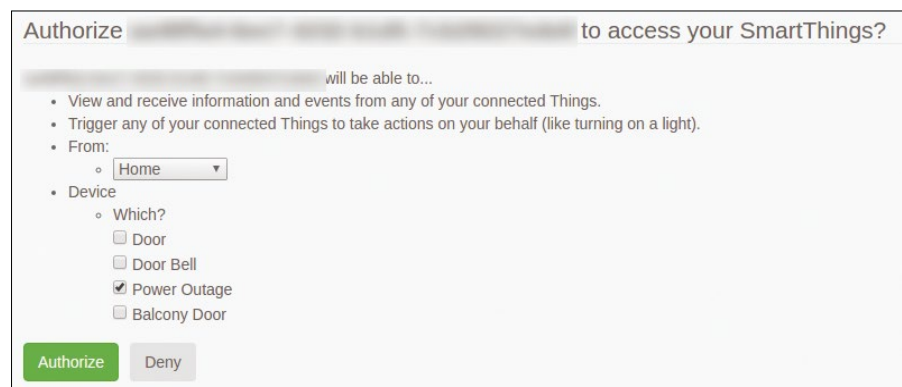 Authorize to access your SmartThings?
will be able to...
View and receive information and events from any of your connected Things.
Trigger any of your connected Things to take actions on your behalf (like turning on a light).
From:
Home
Device
Which?
Door
Door Bell
Power Outage
Balcony Door
Authorize Deny